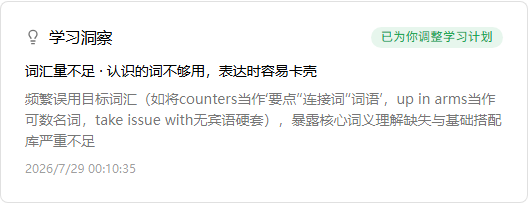 学习洞察
已为你调整学习计划
词汇量不足 · 认识的词不够用，表达时容易卡壳
频繁误用目标词汇（如将counters当作‘要点’‘连接词’‘词语’，up in arms当作
可数名词，take issue with无宾语硬套），暴露核心词义理解缺失与基础搭配
库严重不足
2026/7/29 00:10:35